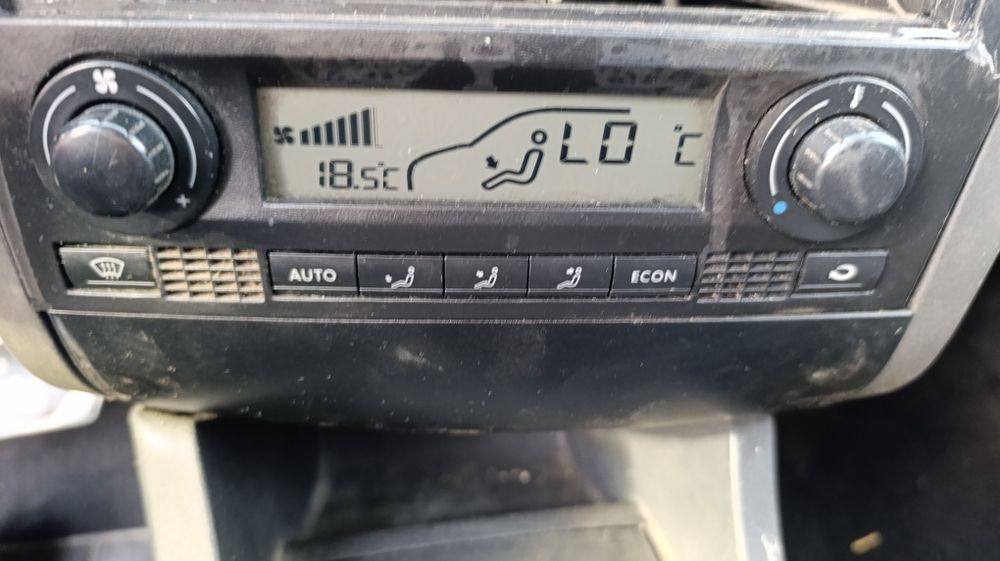 LO °C
18.5°C
+
AUTO
ECON